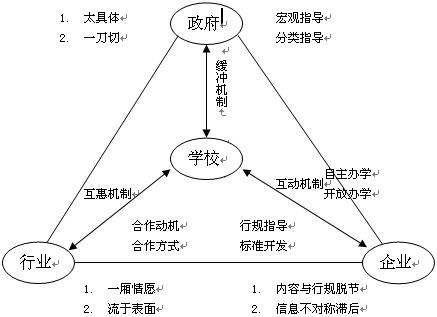 1. 太具体
政府
宏观指导
2. 一刀切
分类指导
缓冲机制
学校
互惠机制
互动机制
自主办学
开放办学
合作动机
行规指导
合作方式
标准开发
行业
企业
1. 一厢情愿
1. 内容与行规脱节
2. 流于表面
2. 信息不对称滞后